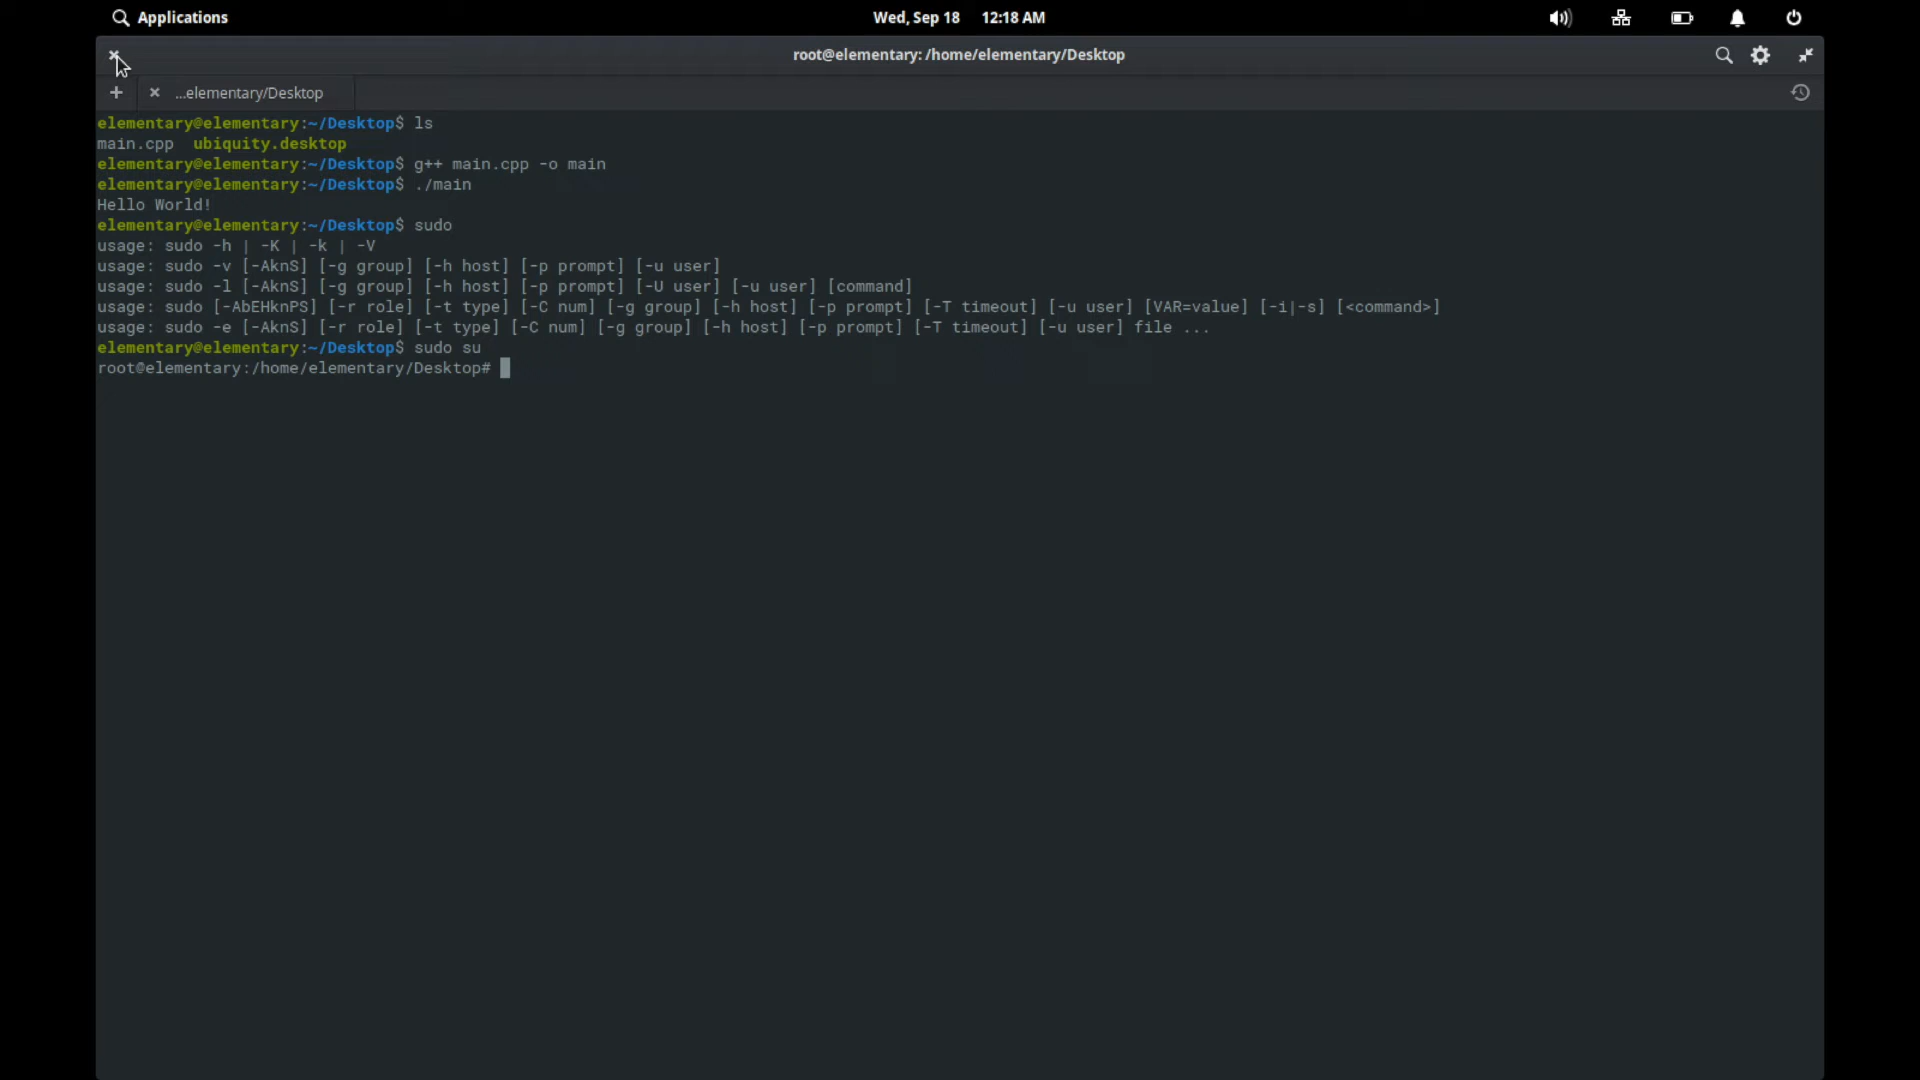 Applications
Wed, Sep 18 12:18 AM
root@elementary: /home/elementary/Desktop
...elementary/Desktop
elementary@elementary:~/Desktop$ ls
main.cpp  ubiquity.desktop
elementary@elementary:~/Desktop$ g++ main.cpp -o main
elementary@elementary:~/Desktop$ ./main
Hello World!
elementary@elementary:~/Desktop$ sudo
usage: sudo -h | -K | -k | -V
usage: sudo -v [-AknS] [-g group] [-h host] [-p prompt] [-u user]
usage: sudo -l [-AknS] [-g group] [-h host] [-p prompt] [-U user] [-u user] [command]
usage: sudo [-AbEHknPS] [-r role] [-t type] [-C num] [-g group] [-h host] [-p prompt] [-T timeout] [-u user] [VAR=value] [-i|-s] [<command>]
usage: sudo -e [-AknS] [-r role] [-t type] [-C num] [-g group] [-h host] [-p prompt] [-T timeout] [-u user] file ...
elementary@elementary:~/Desktop$ sudo su
root@elementary:/home/elementary/Desktop#